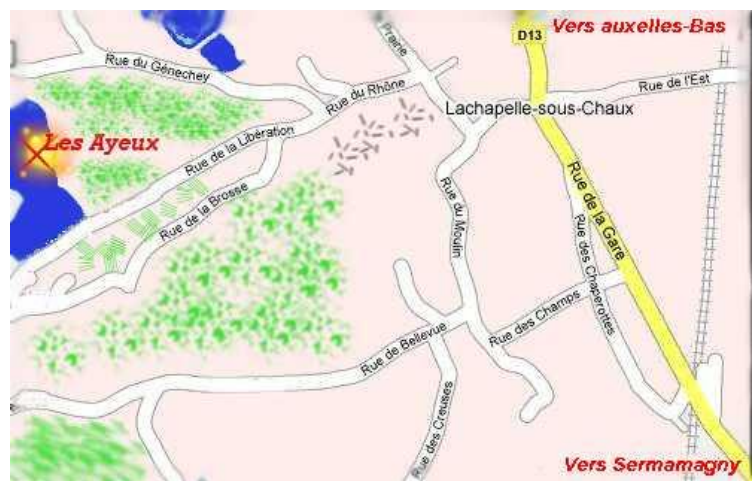 Vers auxelles-Bas
D13
Prairie
Rue du Génechey
Rue du Rhône
Rue de l'Est
Lachapelle-sous-Chaux
Les Ayeux
Rue de la Libération
Rue de la Brosse
Rue du Moulin
Rue de la Gare
Rue des Chaperottes
Rue des Champs
Rue de Bellevue
Rue des Creuses
Vers Sermamagny